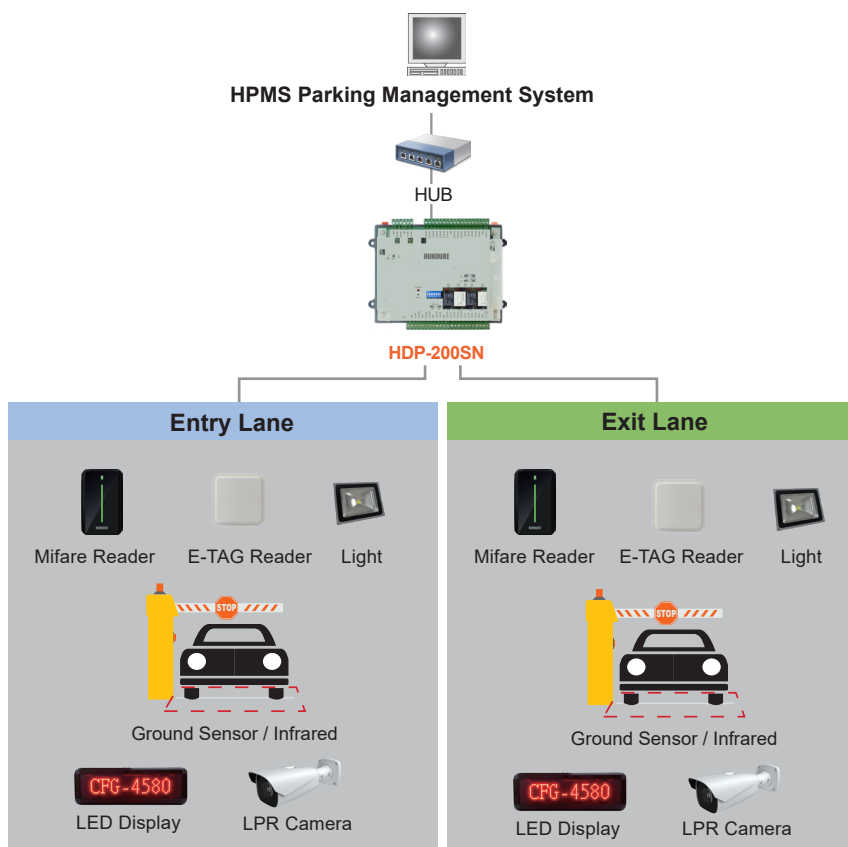 HPMS Parking Management System
HUB
HUNDURE
HDP-200SN
Entry Lane
Mifare Reader
E-TAG Reader
Light
STOP
Ground Sensor / Infrared
CFG-4580
LED Display
LPR Camera
Exit Lane
Mifare Reader
E-TAG Reader
Light
STOP
Ground Sensor / Infrared
CFG-4580
LED Display
LPR Camera